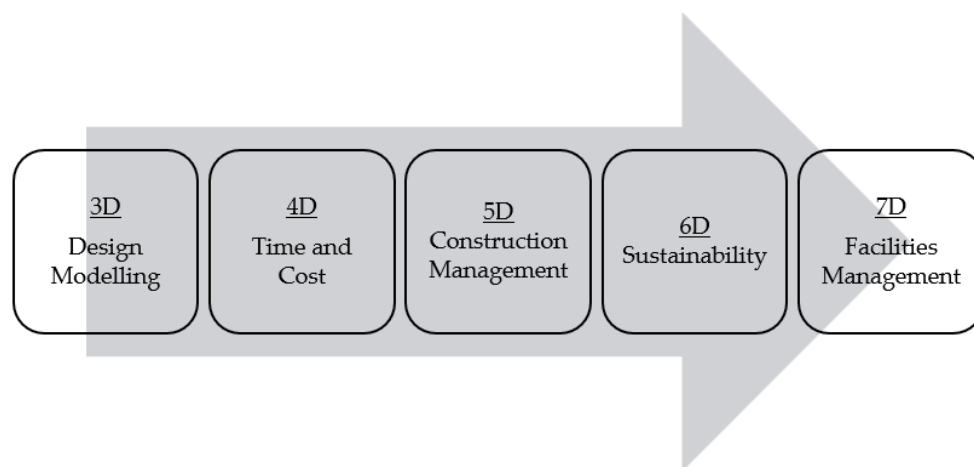 3D
Design
Modelling
4D
Time and
Cost
5D
Construction
Management
6D
Sustainability
7D
Facilities
Management